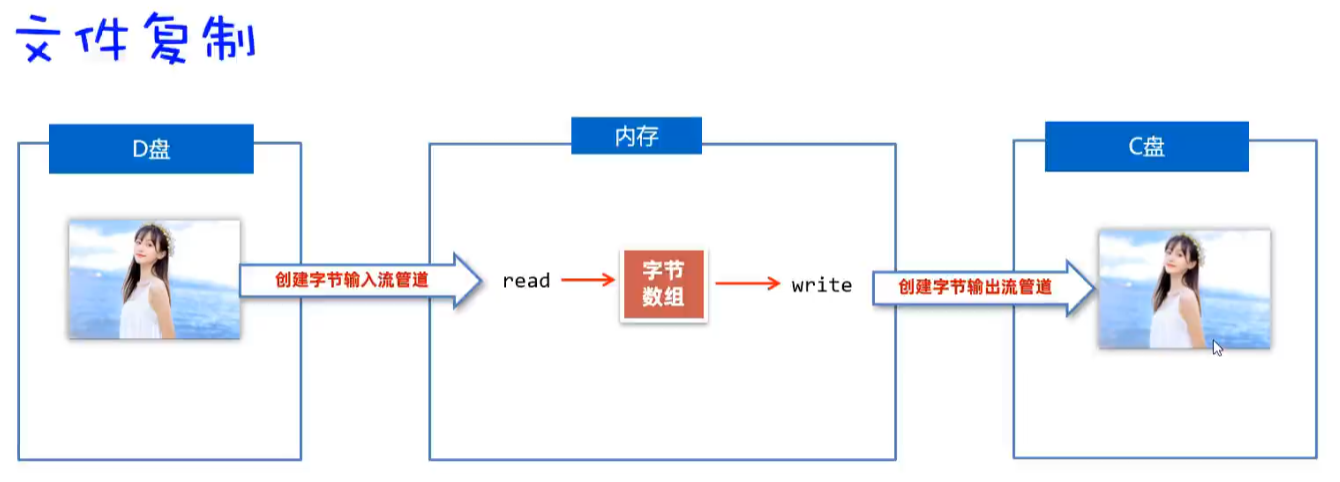 文件复制
D盘
内存
C盘
创建字节输入流管道
read
字节
数组
write
创建字节输出流管道